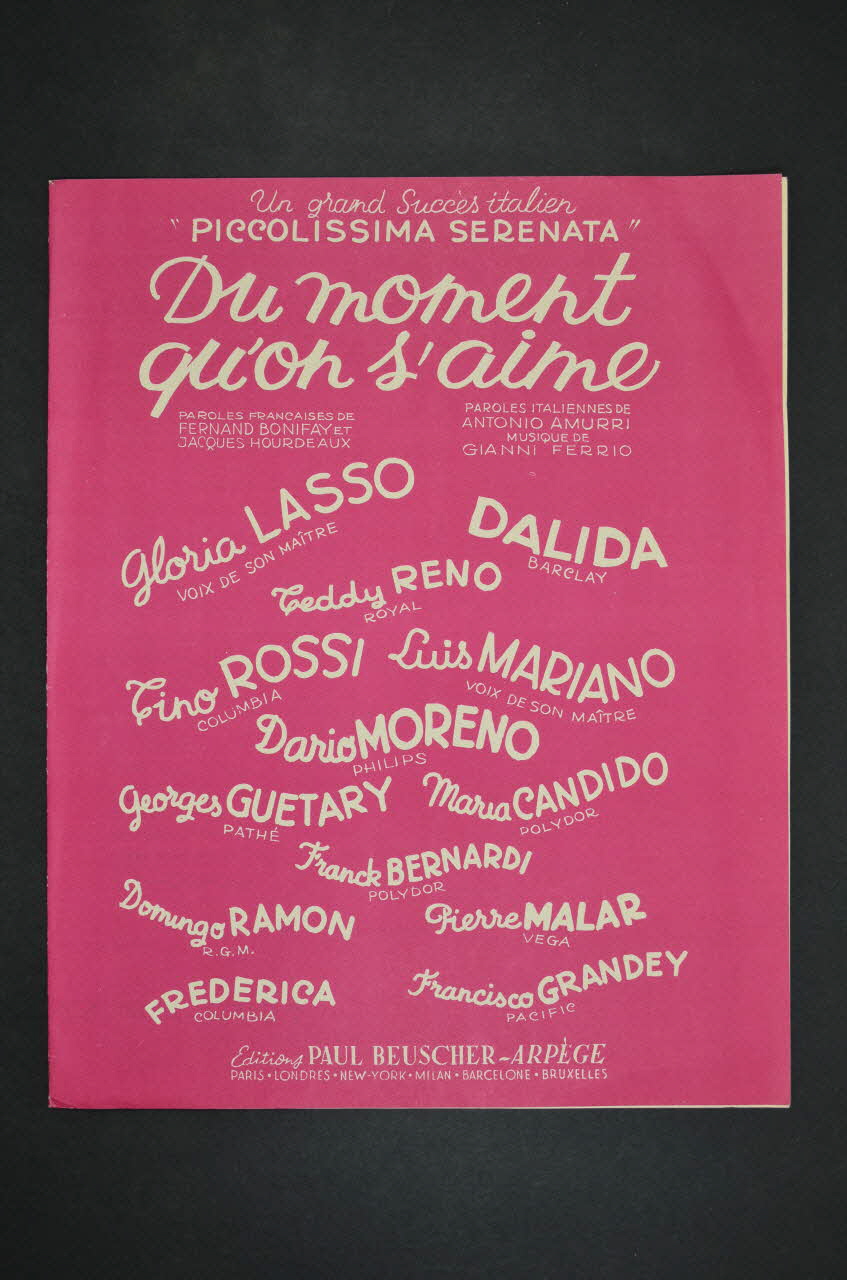 Un grand Succès italien
"PICCOLISSIMA SERENATA"
Du moment
qu'on s'aime
PAROLES FRANCAISES DE
FERNAND BONIFAY ET
JACQUES HOURDEAUX
PAROLES ITALIENNES DE
ANTONIO AMURRI
MUSIQUE DE
GIANNI FERRIO
Gloria LASSO
VOIX DE SON MAÎTRE
DALIDA
BARCLAY
Teddy RENO
ROYAL
Tino ROSSI
COLUMBIA
Luis MARIANO
VOIX DE SON MAÎTRE
Dario MORENO
PHILIPS
Georges GUETARY
PATHÉ
Maria CANDIDO
POLYDOR
Franck BERNARDI
POLYDOR
Domingo RAMON
R.G.M.
Pierre MALAR
VEGA
FREDERICA
COLUMBIA
Francisco GRANDEY
PACIFIC
Editions PAUL BEUSCHER-ARPÈGE
PARIS • LONDRES • NEW-YORK • MILAN • BARCELONE • BRUXELLES